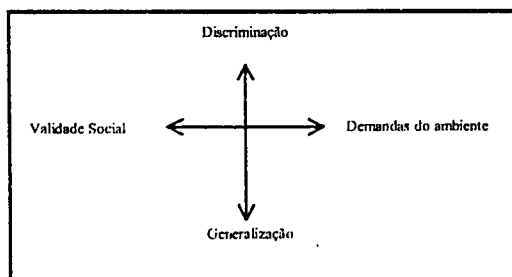 Discriminação
Validade Social
Demandas do ambiente
Generalização